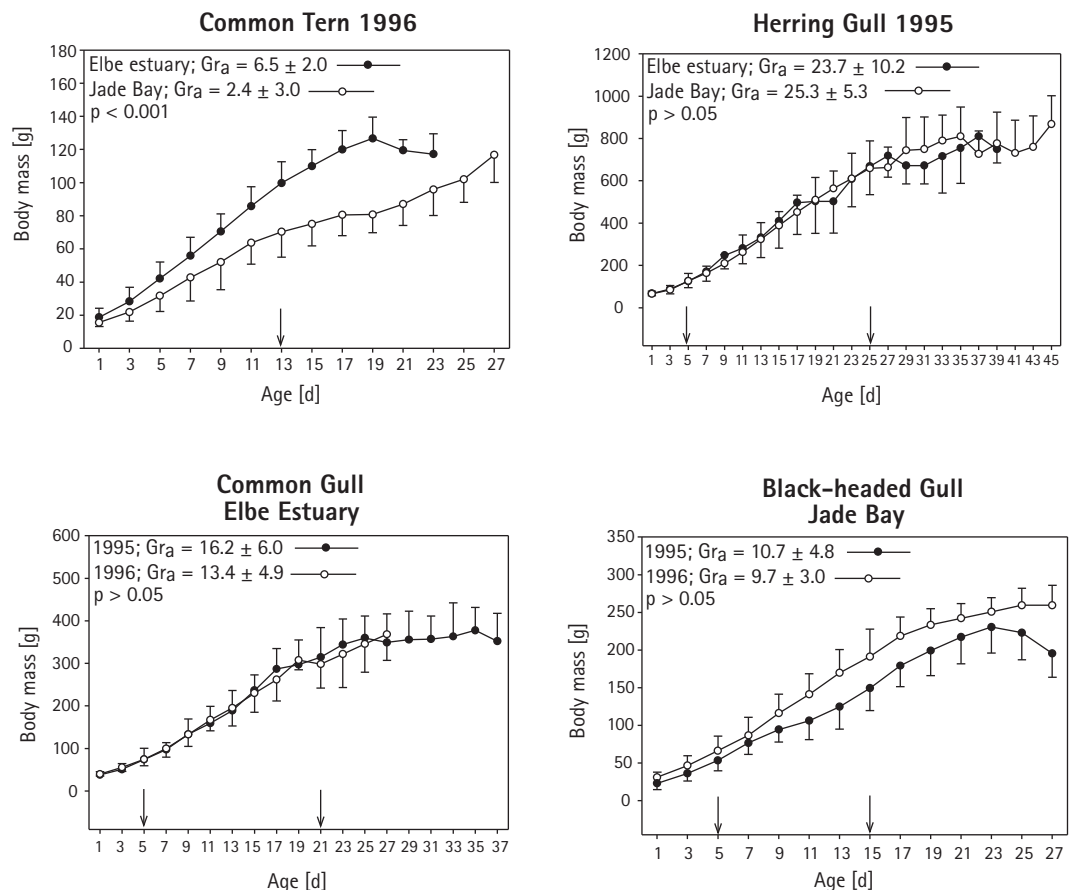 Common Tern 1996
Elbe estuary; Gra = 6.5 ± 2.0
Jade Bay; Gra = 2.4 ± 3.0
p < 0.001
Body mass [g]
180
160
140
120
100
80
60
40
20
0
1 3 5 7 9 11 13 15 17 19 21 23 25 27
Age [d]
Herring Gull 1995
Elbe estuary; Gra = 23.7 ± 10.2
Jade Bay; Gra = 25.3 ± 5.3
p > 0.05
Body mass [g]
1200
1000
800
600
400
200
0
1 3 5 7 9 11 13 15 17 19 21 23 25 27 29 31 33 35 37 39 41 43 45
Age [d]
Common Gull
Elbe Estuary
1995; Gra = 16.2 ± 6.0
1996; Gra = 13.4 ± 4.9
p > 0.05
Body mass [g]
600
500
400
300
200
100
0
1 3 5 7 9 11 13 15 17 19 21 23 25 27 29 31 33 35 37
Age [d]
Black-headed Gull
Jade Bay
1995; Gra = 10.7 ± 4.8
1996; Gra = 9.7 ± 3.0
p > 0.05
Body mass [g]
350
300
250
200
150
100
50
0
1 3 5 7 9 11 13 15 17 19 21 23 25 27
Age [d]